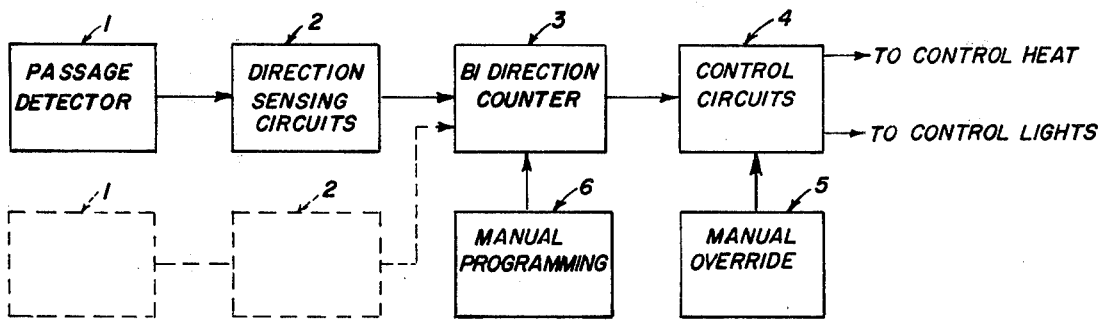 1
PASSAGE
DETECTOR
2
DIRECTION
SENSING
CIRCUITS
3
BI DIRECTION
COUNTER
4
CONTROL
CIRCUITS
TO CONTROL HEAT
TO CONTROL LIGHTS
1
2
6
MANUAL
PROGRAMMING
5
MANUAL
OVERRIDE